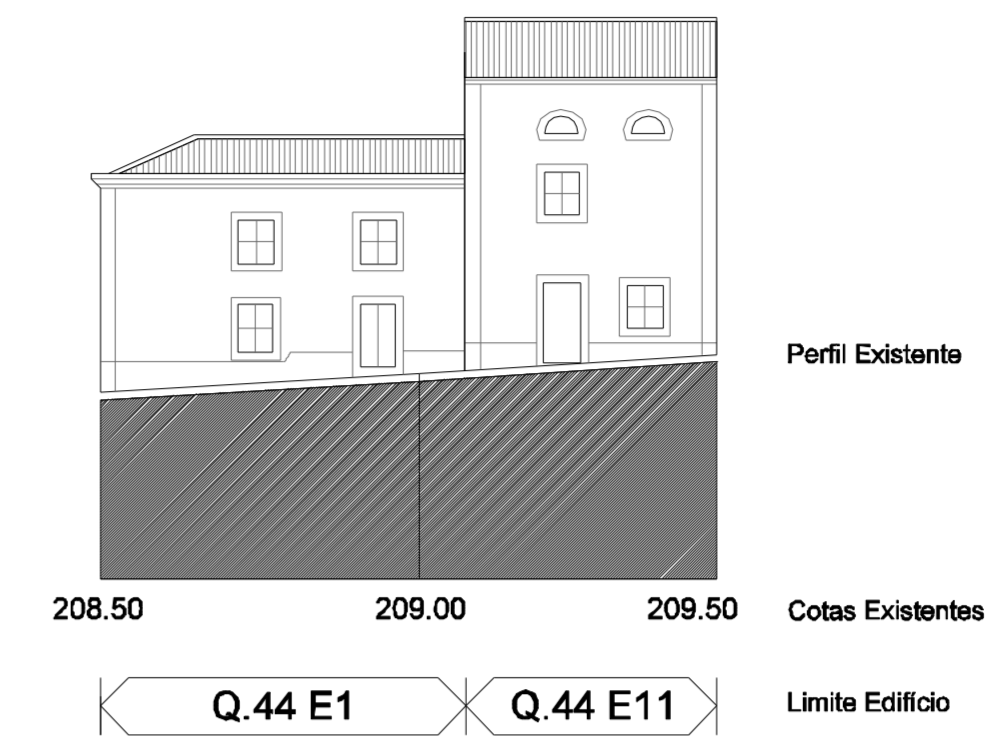 Perfil Existente
208.50 209.00 209.50 Cotas Existentes
Q.44 E1 Q.44 E11 Limite Edifício